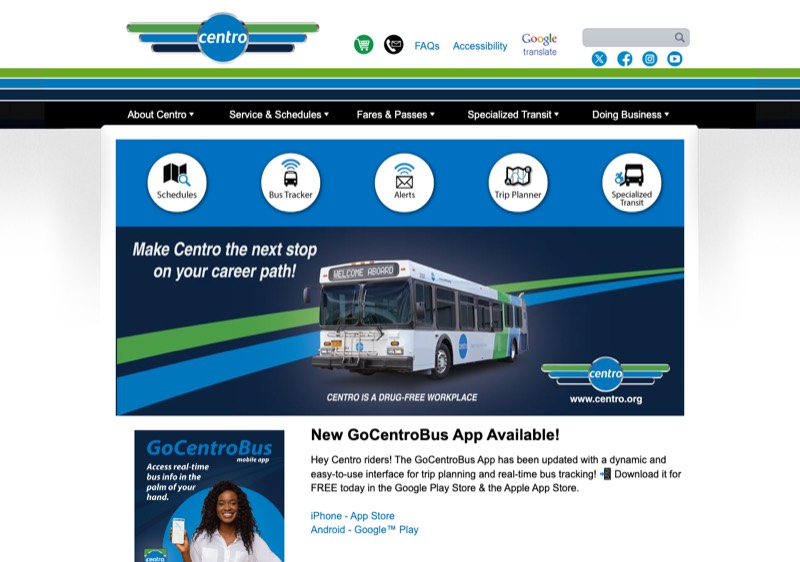 centro
FAQs
Accessibility
Google
translate
About Centro
Service & Schedules
Fares & Passes
Specialized Transit
Doing Business
Schedules
Bus Tracker
Alerts
Trip Planner
Specialized
Transit
Make Centro the next stop
on your career path!
WELCOME ABOARD
centro
CENTRO IS A DRUG-FREE WORKPLACE
centro
www.centro.org
GoCentroBus
mobile app
Access real-time
bus info in the
palm of your
hand.
centro
New GoCentroBus App Available!
Hey Centro riders! The GoCentroBus App has been updated with a dynamic and
easy-to-use interface for trip planning and real-time bus tracking! 📲 Download it for
FREE today in the Google Play Store & the Apple App Store.
iPhone - App Store
Android - Google™ Play